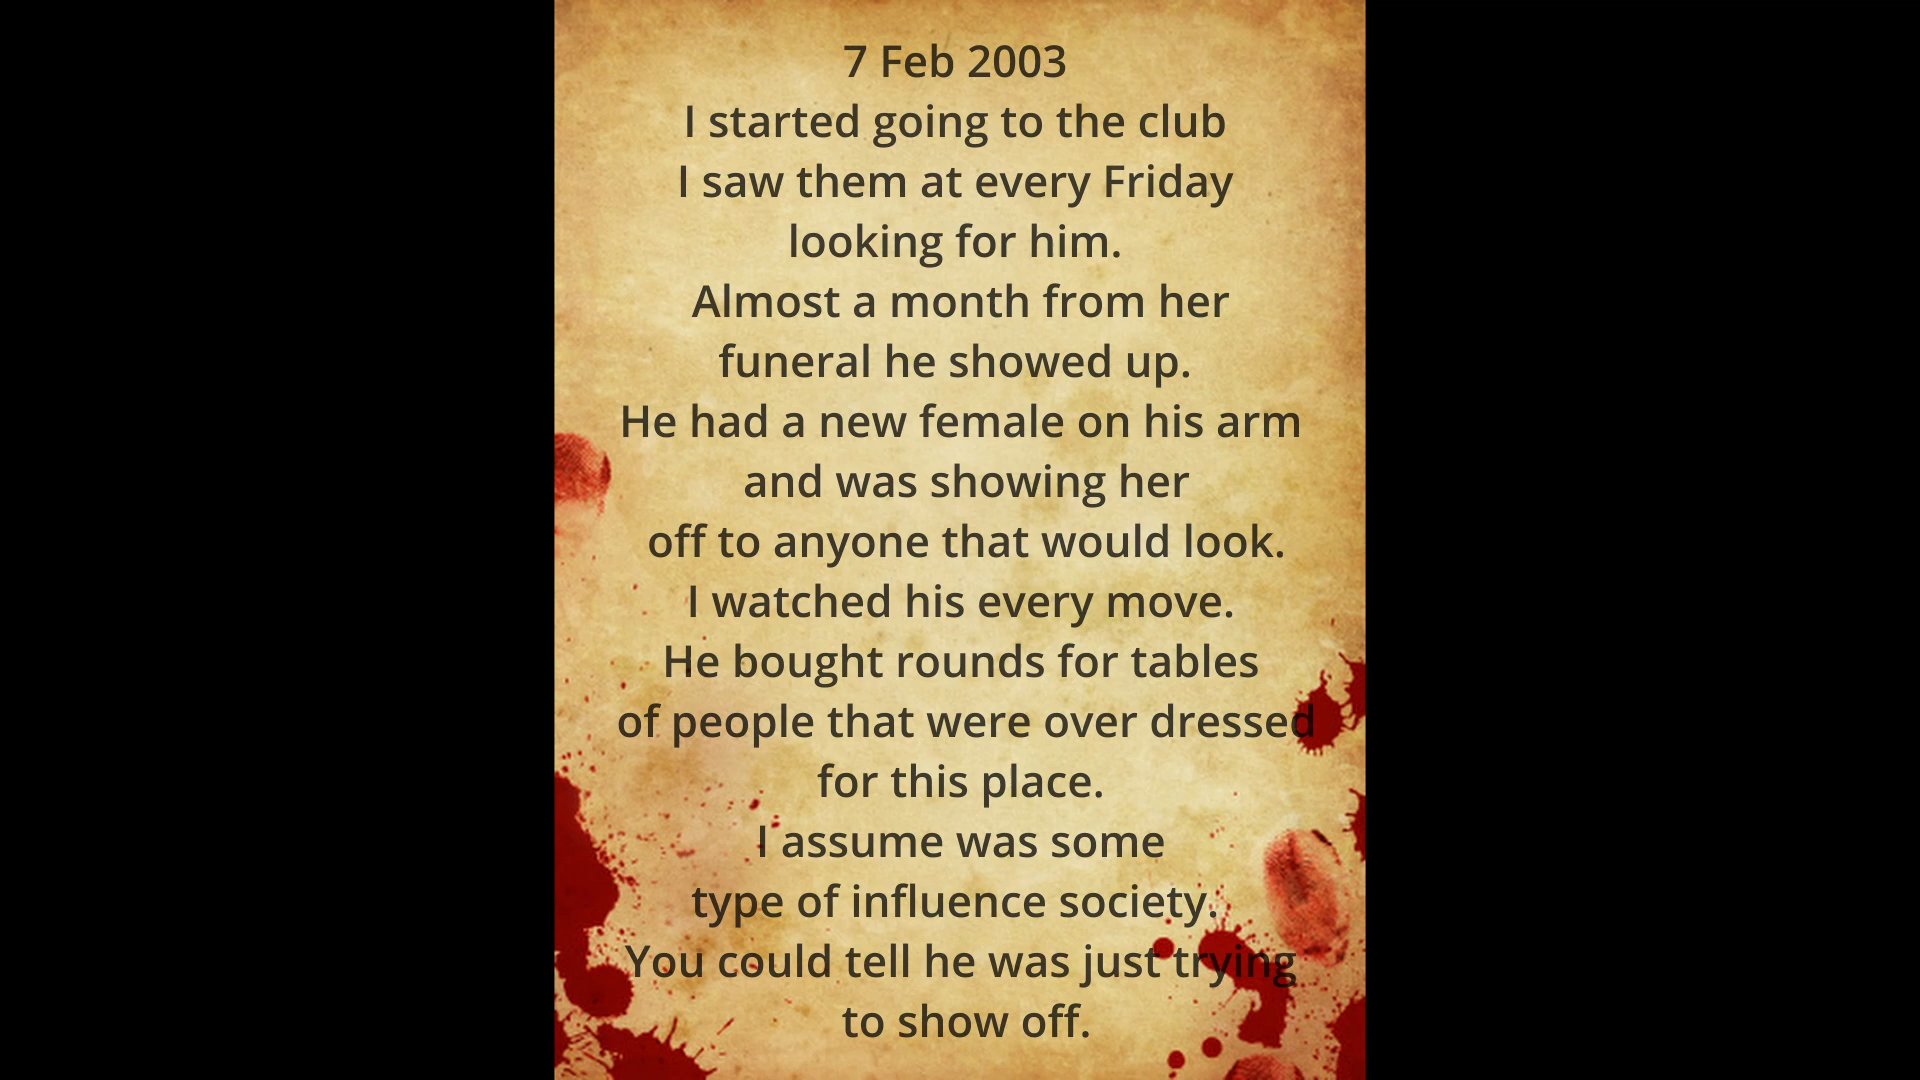 7 Feb 2003
I started going to the club
I saw them at every Friday
looking for him.
Almost a month from her
funeral he showed up.
He had a new female on his arm
and was showing her
off to anyone that would look.
I watched his every move.
He bought rounds for tables
of people that were over dressed
for this place.
I assume was some
type of influence society.
You could tell he was just trying
to show off.